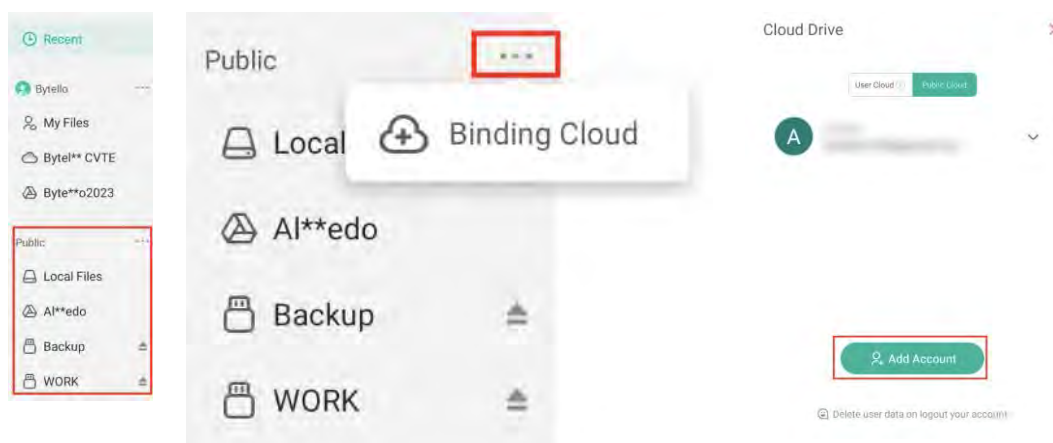 Recent
Bytello
My Files
Bytel** CVTE
Byte**o2023
Public
Local Files
Al**edo
Backup
WORK
Public
Binding Cloud
Local
Al**edo
Backup
WORK
Cloud Drive
User Cloud
Public Cloud
A
Add Account
Delete user data on logout your account